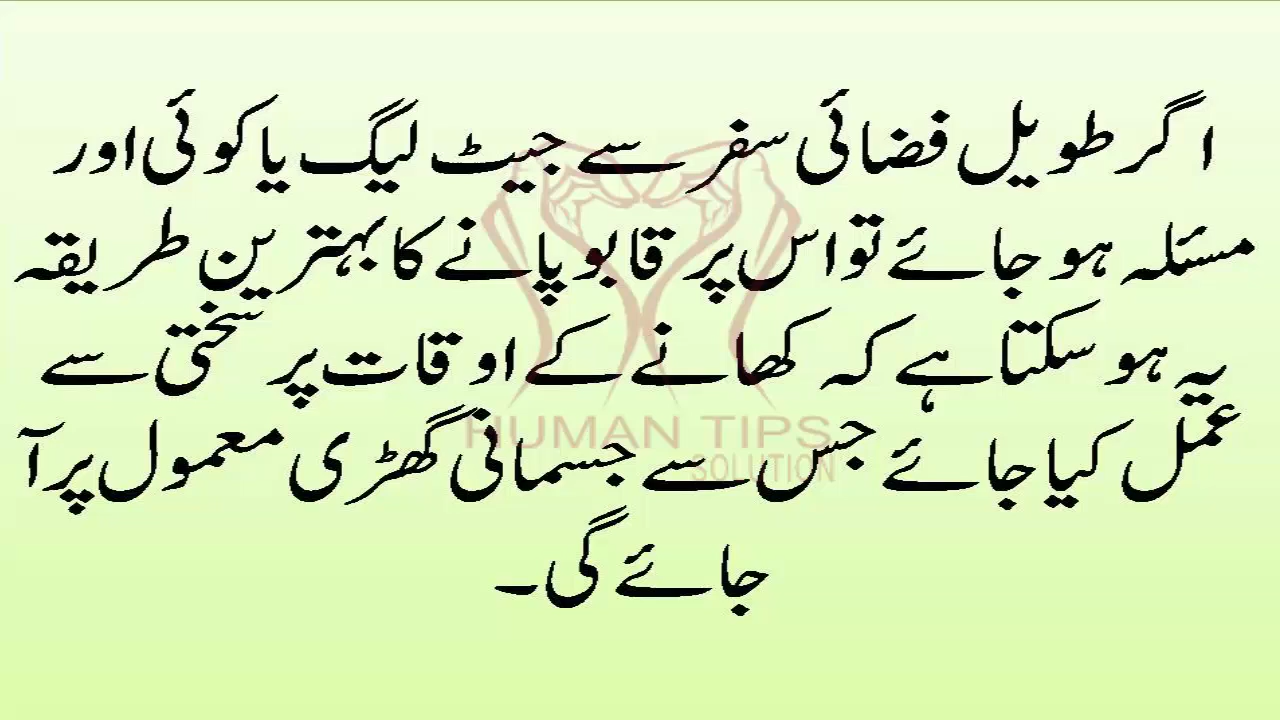 اگر طویل فضائی سفر سے جیٹ لیگ یا کوئی اور
مسئلہ ہو جائے تو اس پر قابو پانے کا بہترین طریقہ
یہ ہو سکتا ہے کہ کھانے کے اوقات پر سختی سے
عمل کیا جائے جس سے جسمانی گھڑی معمول پر آ
جائے گی۔
HUMAN TIPS
SOLUTION